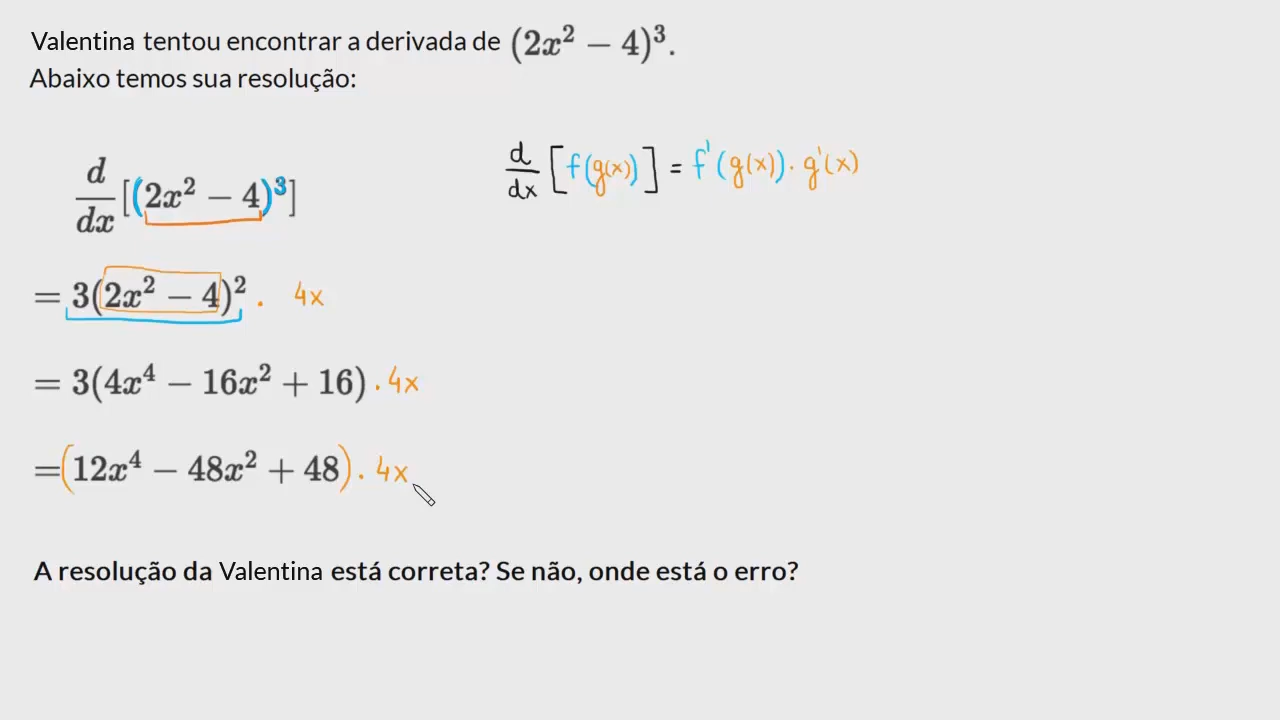 Valentina tentou encontrar a derivada de (2x² − 4)³.
Abaixo temos sua resolução:
d/dx [(2x² − 4)³]
d/dx [f(g(x))] = f'(g(x)) · g'(x)
= 3(2x² − 4)² · 4x
= 3(4x⁴ − 16x² + 16) · 4x
= (12x⁴ − 48x² + 48) · 4x
A resolução da Valentina está correta? Se não, onde está o erro?